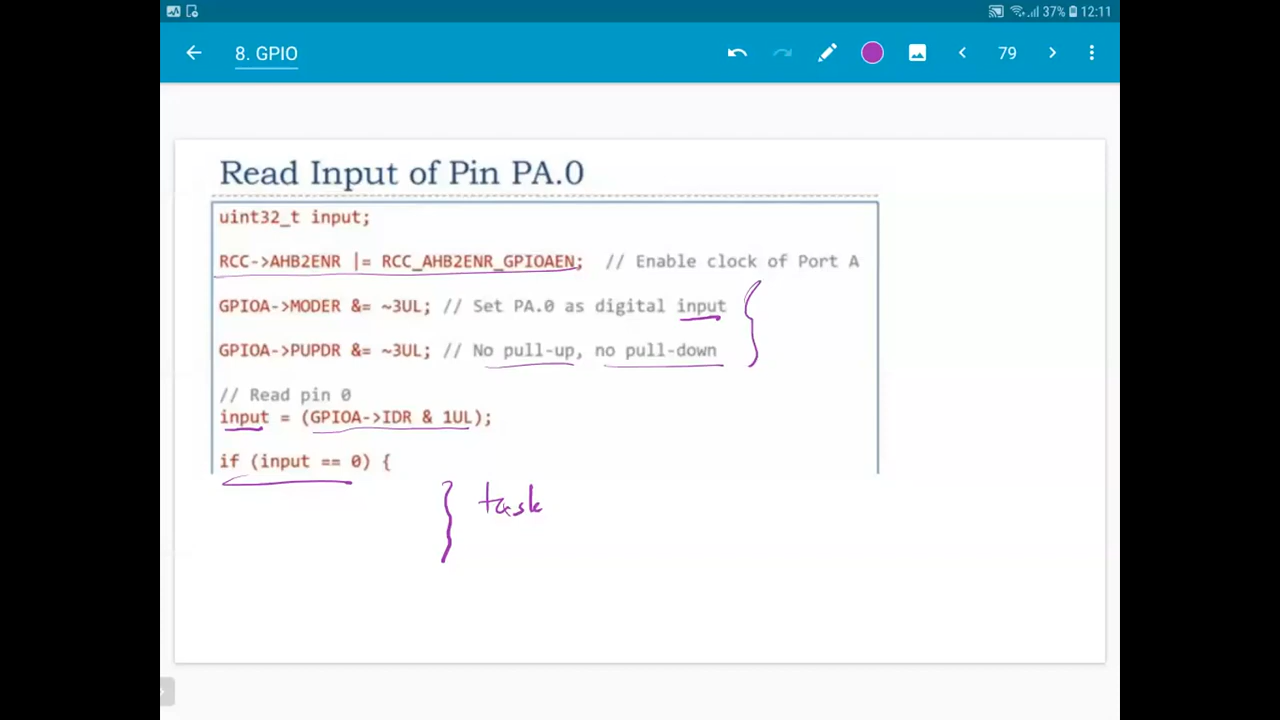 37% 12:11
8. GPIO
79
Read Input of Pin PA.0
uint32_t input;
RCC->AHB2ENR |= RCC_AHB2ENR_GPIOAEN; // Enable clock of Port A
GPIOA->MODER &= ~3UL; // Set PA.0 as digital input
GPIOA->PUPDR &= ~3UL; // No pull-up, no pull-down
// Read pin 0
input = (GPIOA->IDR & 1UL);
if (input == 0) {
} task